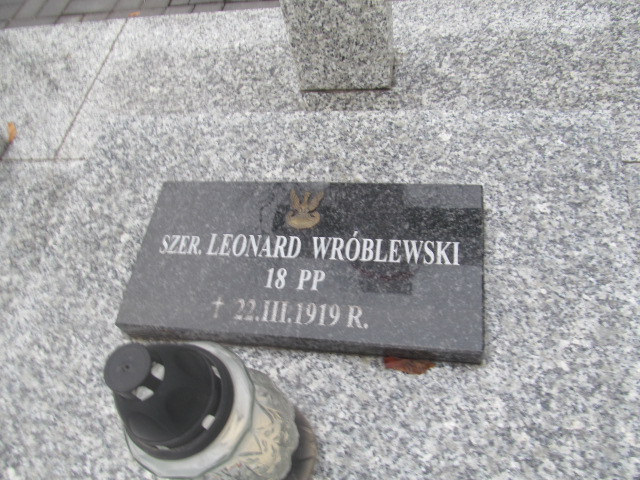 SZER. LEONARD WRÓBLEWSKI
18 PP
† 22.III.1919 R.